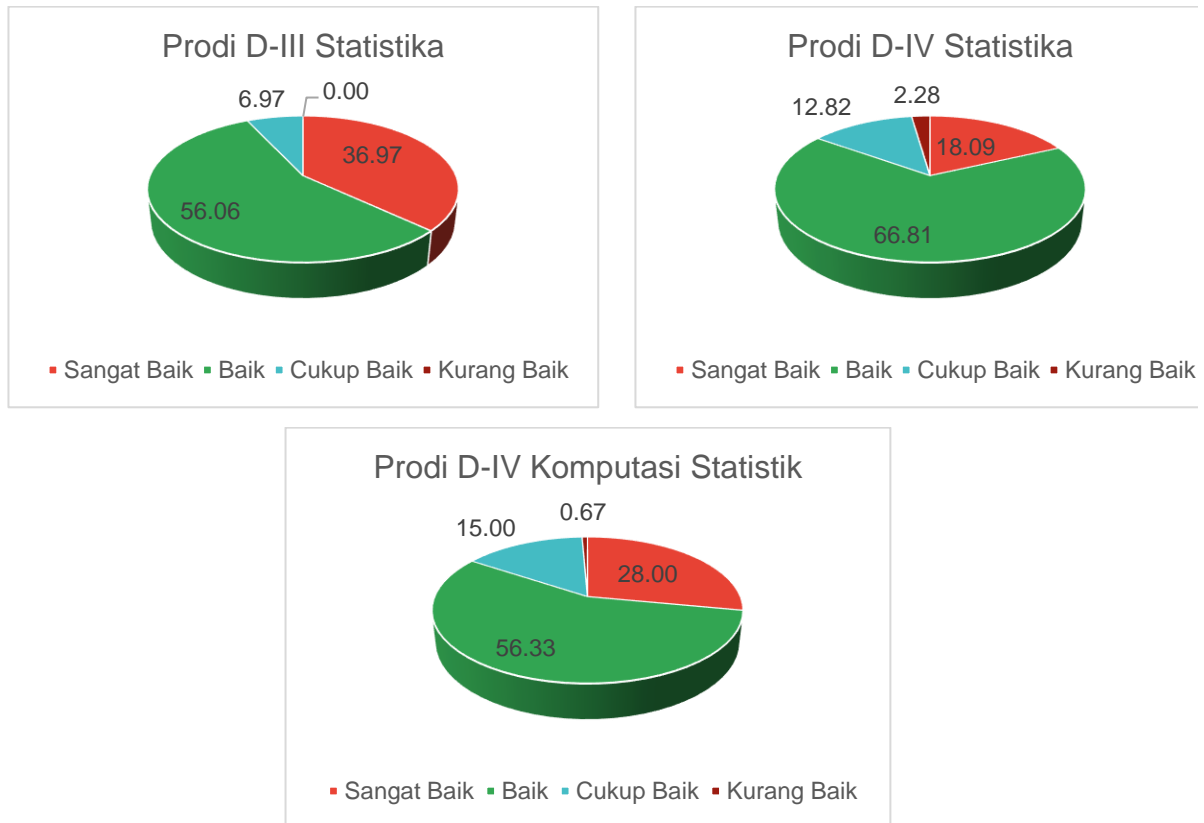 Prodi D-III Statistika
0.00
6.97
36.97
56.06
Sangat Baik Baik Cukup Baik Kurang Baik
Prodi D-IV Statistika
2.28
12.82
18.09
66.81
Sangat Baik Baik Cukup Baik Kurang Baik
Prodi D-IV Komputasi Statistik
0.67
15.00
28.00
56.33
Sangat Baik Baik Cukup Baik Kurang Baik